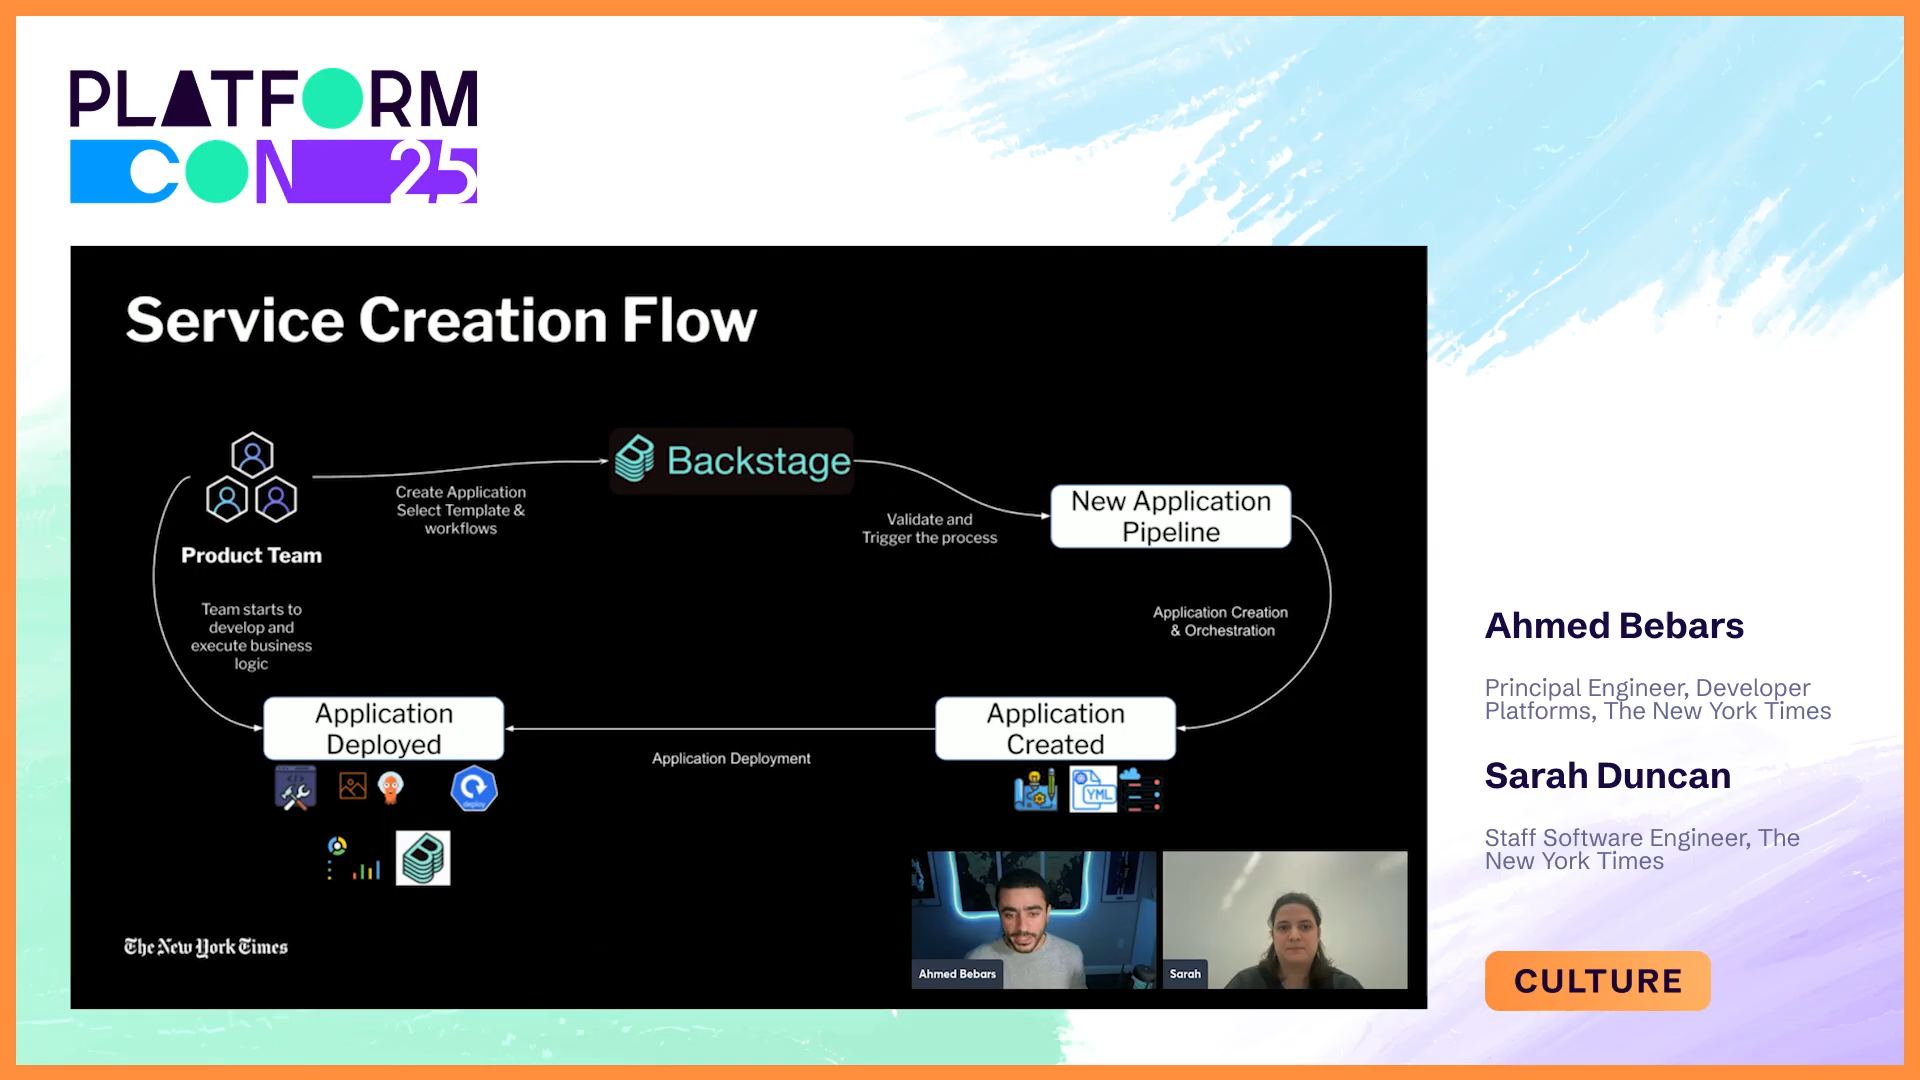 PLATFORM
CON 25
Service Creation Flow
Backstage
Create Application
Select Template &
workflows
Product Team
Validate and
Trigger the process
New Application
Pipeline
Team starts to
develop and
execute business
logic
Application Creation
& Orchestration
Application
Deployed
Application Deployment
Application
Created
deploy
YML
The New York Times
Ahmed Bebars
Sarah
Ahmed Bebars
Principal Engineer, Developer
Platforms, The New York Times
Sarah Duncan
Staff Software Engineer, The
New York Times
CULTURE